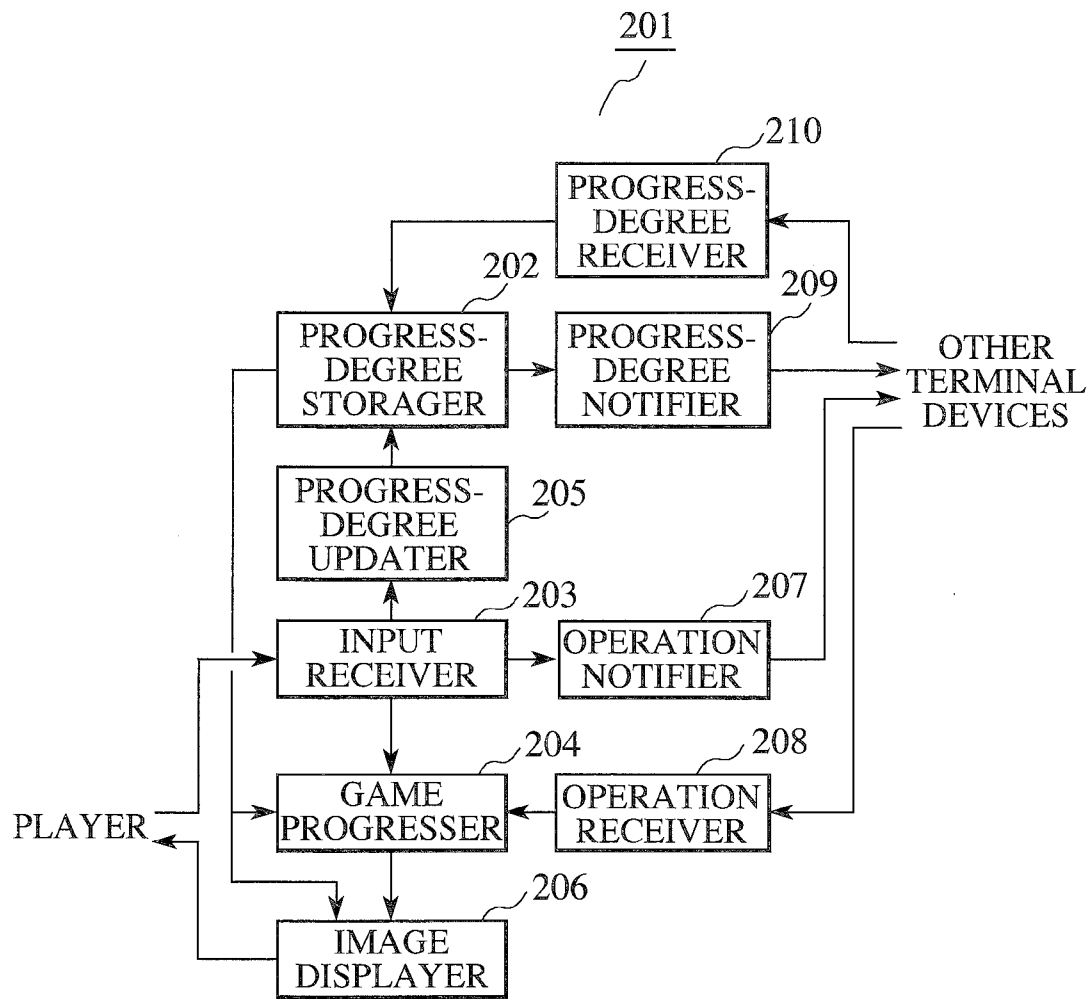 201
210
PROGRESS-
DEGREE
RECEIVER
202
PROGRESS-
DEGREE
STORAGER
209
PROGRESS-
DEGREE
NOTIFIER
OTHER
TERMINAL
DEVICES
PROGRESS-
DEGREE
UPDATER
205
203
INPUT
RECEIVER
207
OPERATION
NOTIFIER
204
GAME
PROGRESSER
208
OPERATION
RECEIVER
PLAYER
206
IMAGE
DISPLAYER